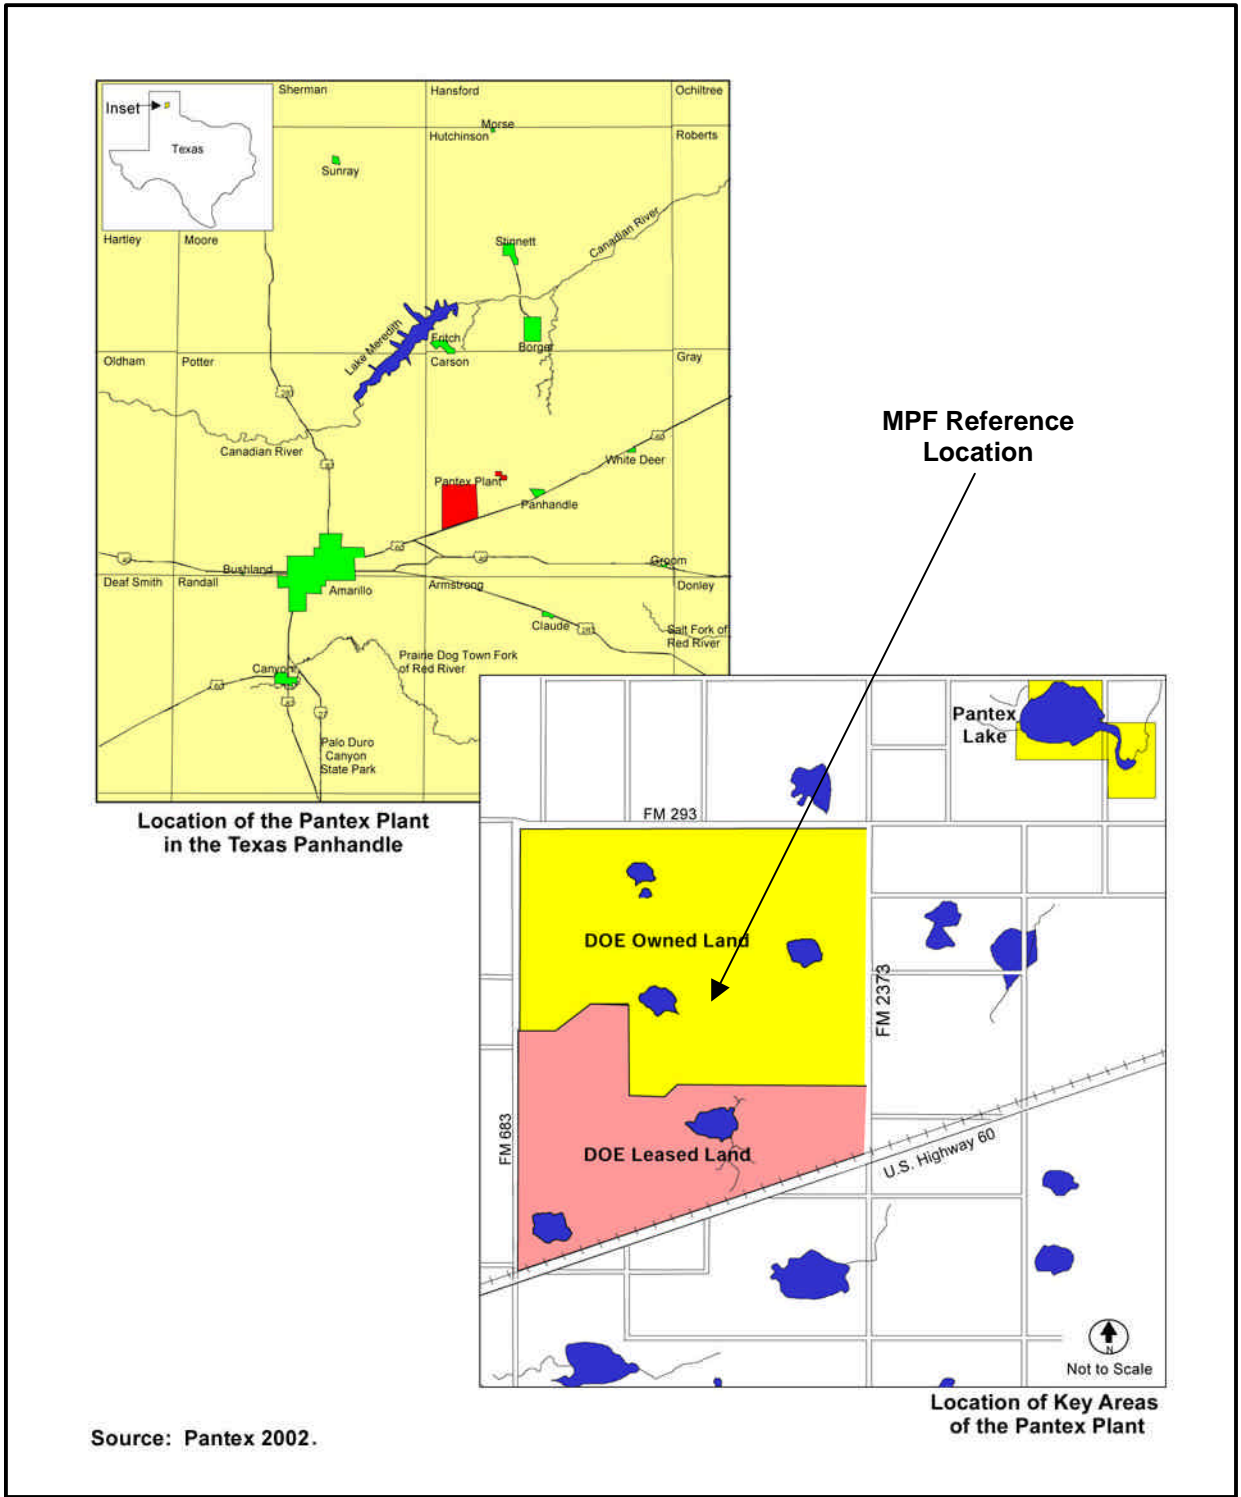 Inset
Texas
Sherman
Hansford
Ochiltree
Morse
Hutchinson
Roberts
Sunray
Hartley
Moore
Stinnett
Canadian River
Lake Meredith
Fritch
Borger
Oldham
Potter
Carson
Gray
Canadian River
White Deer
Pantex Plant
Panhandle
60
Bushland
Groom
Deaf Smith
Randall
Amarillo
Armstrong
Donley
Claude
Salt Fork of
Red River
Canyon
Prairie Dog Town Fork
of Red River
Palo Duro
Canyon
State Park
Location of the Pantex Plant
in the Texas Panhandle
MPF Reference
Location
Pantex
Lake
FM 293
DOE Owned Land
FM 2373
FM 683
DOE Leased Land
U.S. Highway 60
N
Not to Scale
Location of Key Areas
of the Pantex Plant
Source: Pantex 2002.